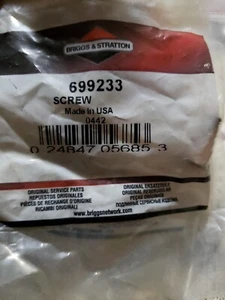 BRIGGS & STRATTON
699233
SCREW
Made In USA
0442
0 24847 05685 3
ORIGINAL SERVICE PARTS
REPUESTOS ORIGINALES
PIÈCES DE RECHANGE D'ORIGINE
RICAMBI ORIGINALI
ORIGINAL ERSATZTEILE
www.briggsnetwork.com